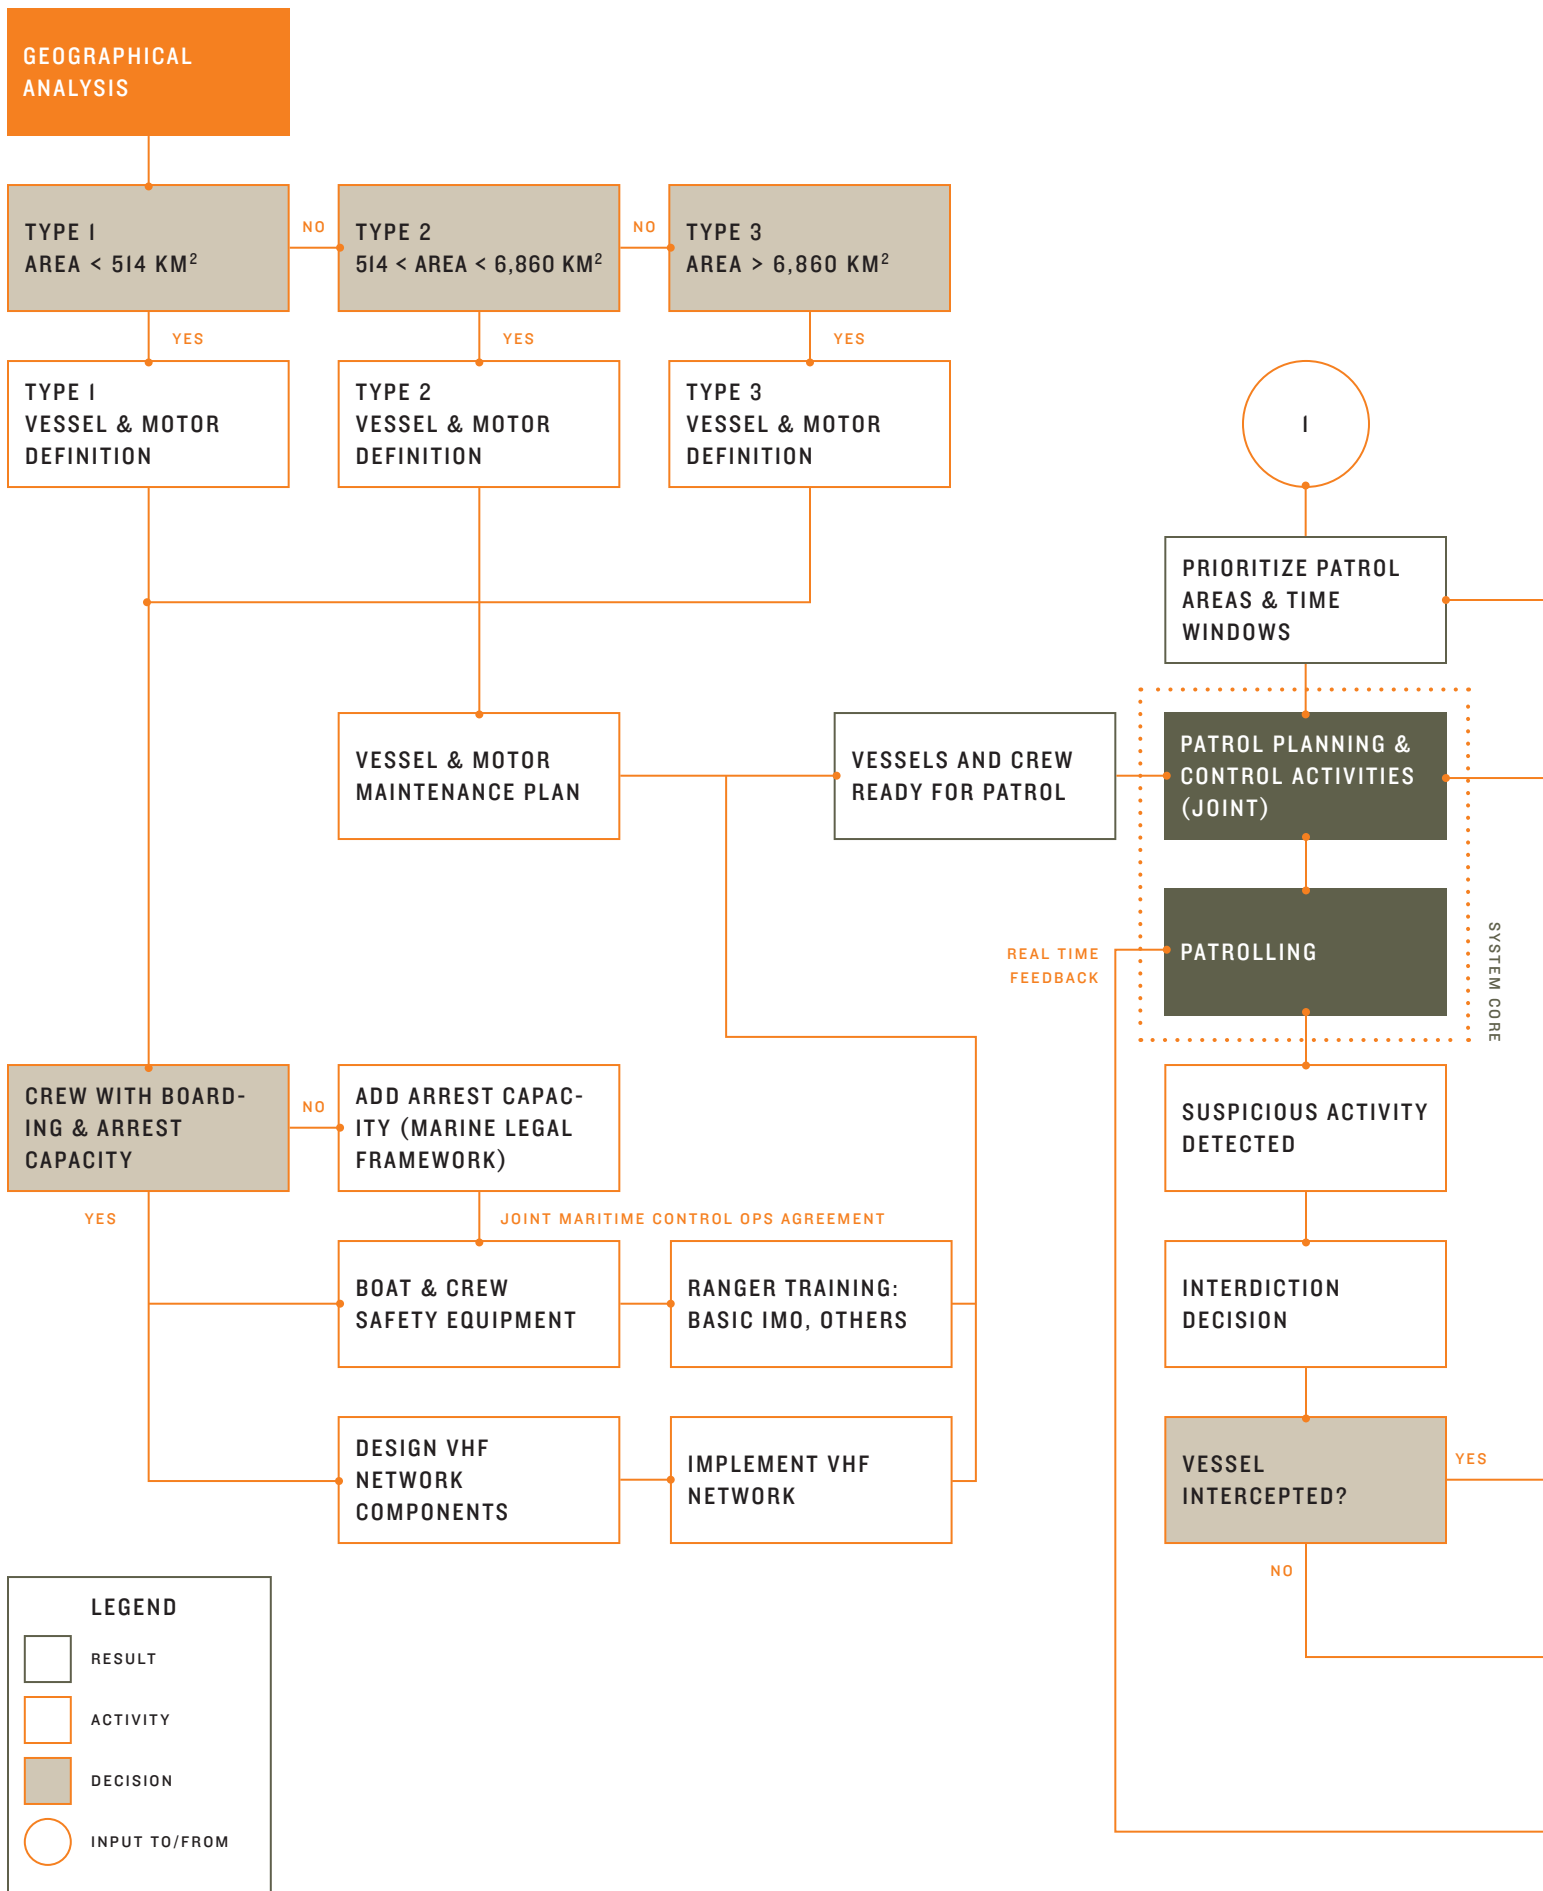 GEOGRAPHICAL
ANALYSIS
TYPE 1
AREA < 514 KM²
NO
TYPE 2
514 < AREA < 6,860 KM²
NO
TYPE 3
AREA > 6,860 KM²
YES
YES
YES
TYPE 1
VESSEL & MOTOR
DEFINITION
TYPE 2
VESSEL & MOTOR
DEFINITION
TYPE 3
VESSEL & MOTOR
DEFINITION
1
PRIORITIZE PATROL
AREAS & TIME
WINDOWS
VESSEL & MOTOR
MAINTENANCE PLAN
VESSELS AND CREW
READY FOR PATROL
PATROL PLANNING &
CONTROL ACTIVITIES
(JOINT)
PATROLLING
REAL TIME
FEEDBACK
SYSTEM CORE
CREW WITH BOARD-
ING & ARREST
CAPACITY
NO
ADD ARREST CAPAC-
ITY (MARINE LEGAL
FRAMEWORK)
SUSPICIOUS ACTIVITY
DETECTED
YES
JOINT MARITIME CONTROL OPS AGREEMENT
BOAT & CREW
SAFETY EQUIPMENT
RANGER TRAINING:
BASIC IMO, OTHERS
INTERDICTION
DECISION
DESIGN VHF
NETWORK
COMPONENTS
IMPLEMENT VHF
NETWORK
VESSEL
INTERCEPTED?
YES
NO
LEGEND
RESULT
ACTIVITY
DECISION
INPUT TO/FROM